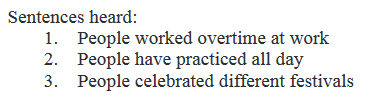 Sentences heard:
1. People worked overtime at work
2. People have practiced all day
3. People celebrated different festivals